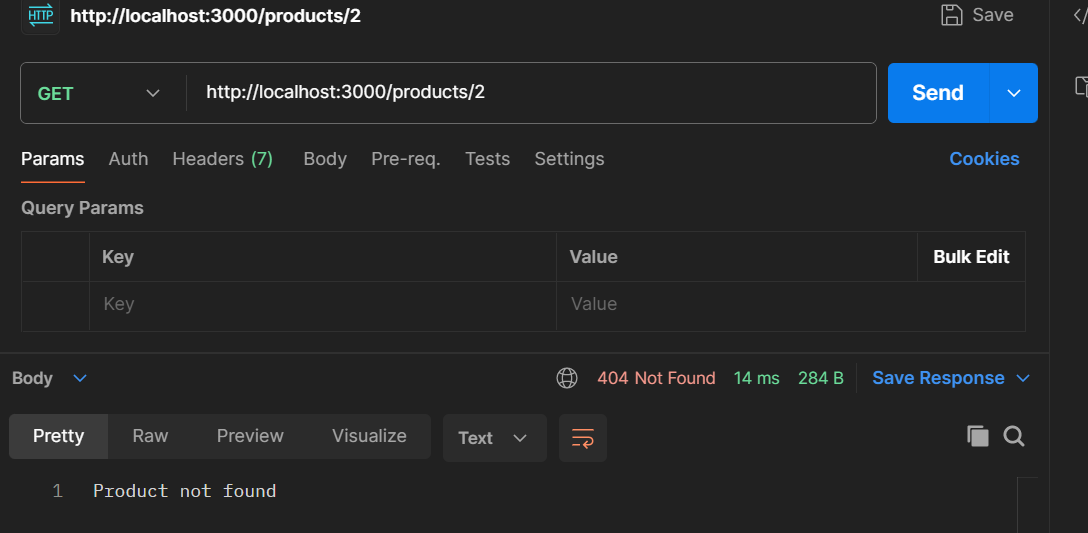 HTTP http://localhost:3000/products/2 Save
GET http://localhost:3000/products/2 Send
Params Auth Headers (7) Body Pre-req. Tests Settings Cookies
Query Params
Key Value Bulk Edit
Key Value
Body 404 Not Found 14 ms 284 B Save Response
Pretty Raw Preview Visualize Text
1 Product not found